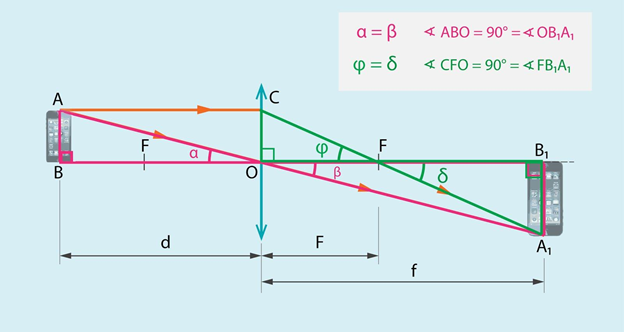 α = β ∢ ABO = 90° = ∢ OB₁A₁
φ = δ ∢ CFO = 90° = ∢ FB₁A₁
A
C
F
φ
F
B₁
α
B
O
β
δ
A₁
d
F
f